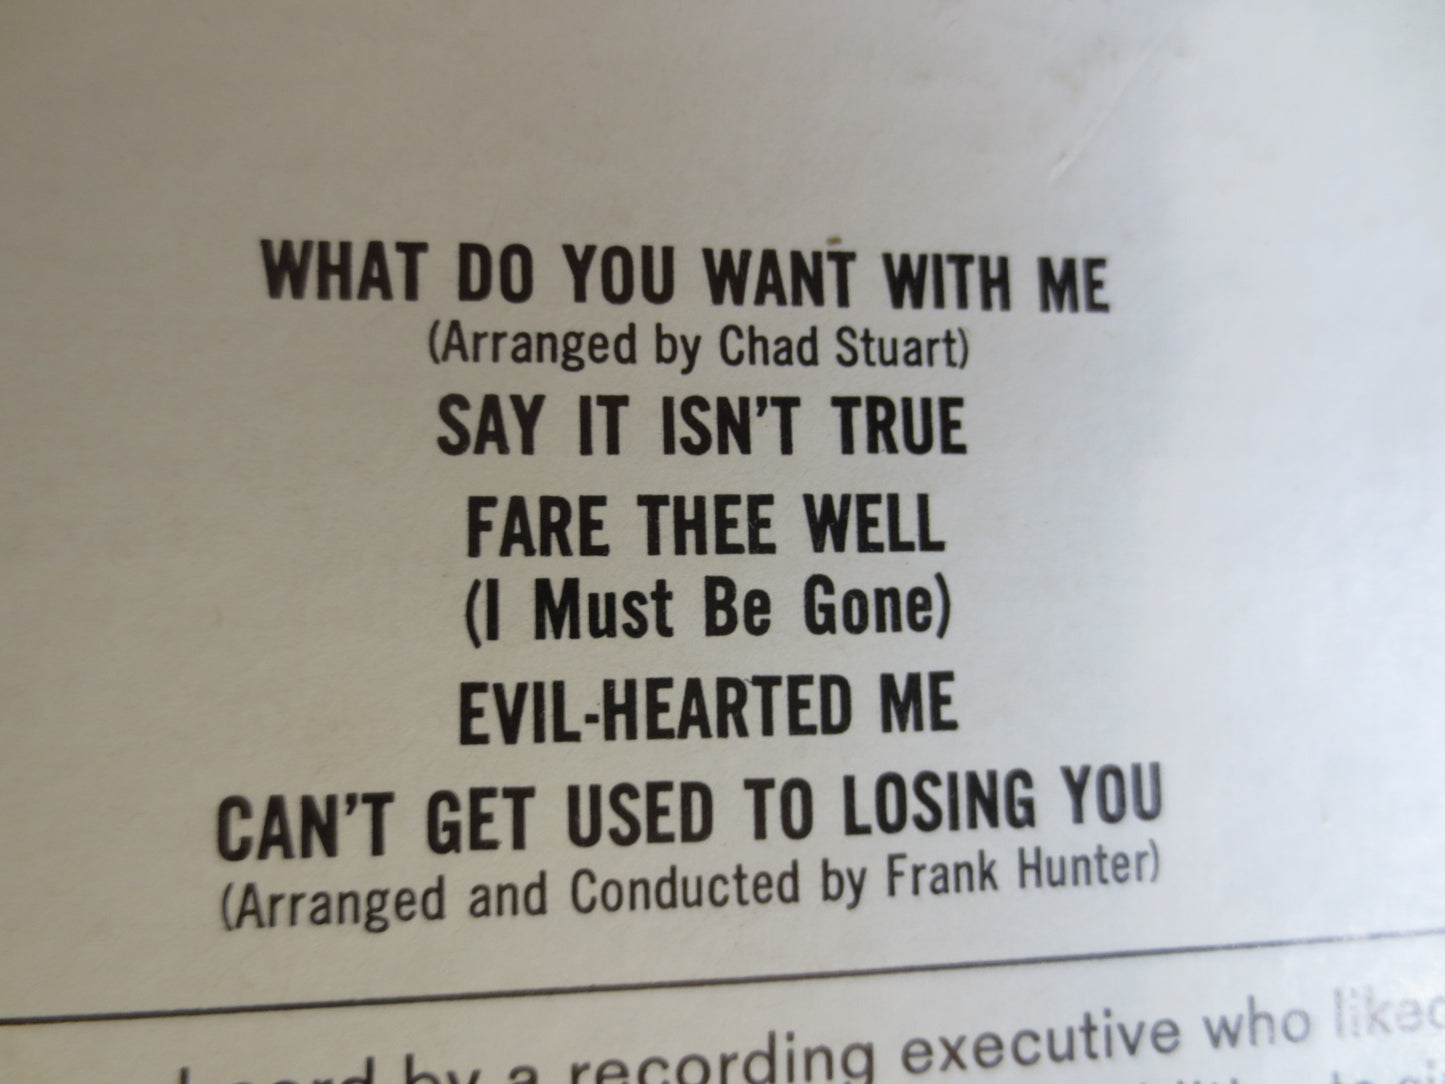 WHAT DO YOU WANT WITH ME
(Arranged by Chad Stuart)
SAY IT ISN'T TRUE
FARE THEE WELL
(I Must Be Gone)
EVIL-HEARTED ME
CAN'T GET USED TO LOSING YOU
(Arranged and Conducted by Frank Hunter)
by a recording executive who liked